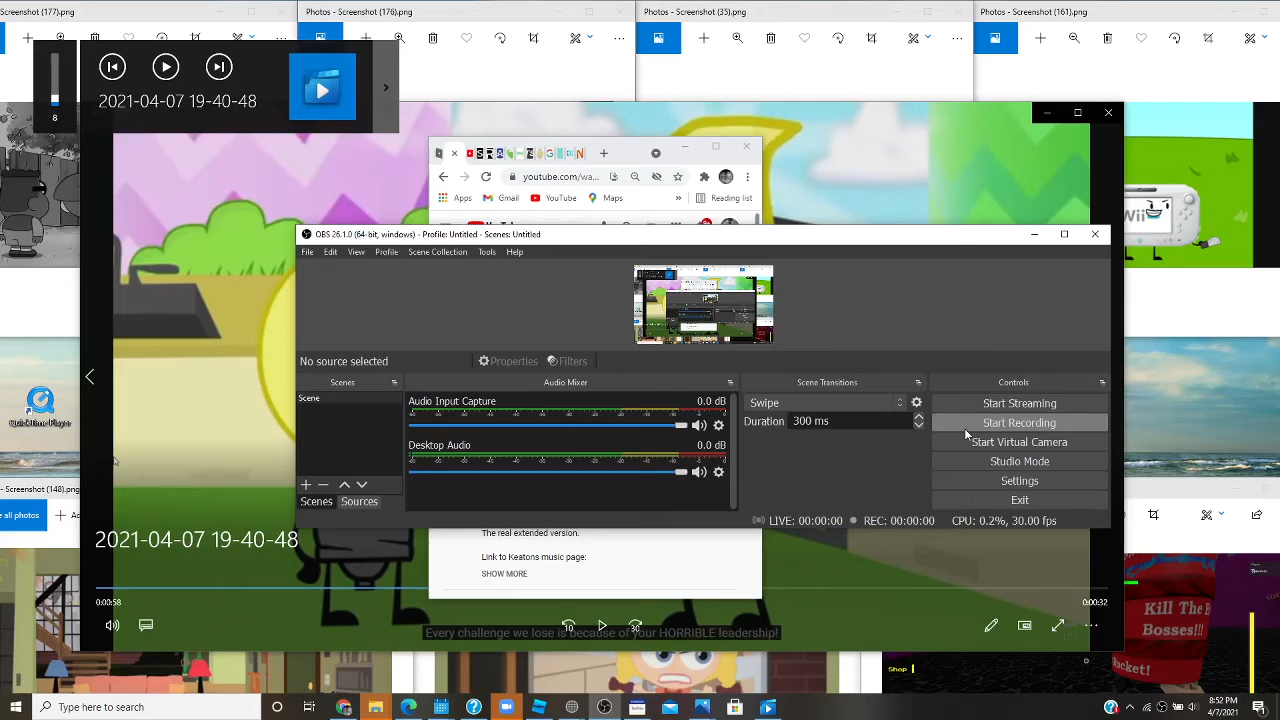 Photos - Screenshot (177).png
Photos - Screenshot (176).png
Photos - Screenshot (35).png
Photos - Screenshot (161).png
2021-04-07 19-40-48
8
youtube.com/wa...
Apps
Gmail
YouTube
Maps
»
Reading list
OBS 26.1.0 (64-bit, windows) - Profile: Untitled - Scenes: Untitled
File
Edit
View
Profile
Scene Collection
Tools
Help
No source selected
Properties
Filters
Scenes
Audio Mixer
Scene Transitions
Controls
Scene
Audio Input Capture
0.0 dB
Desktop Audio
0.0 dB
Swipe
Duration
300 ms
Start Streaming
Start Recording
Start Virtual Camera
Studio Mode
Settings
Exit
Scenes
Sources
LIVE: 00:00:00
REC: 00:00:00
CPU: 0.2%, 30.00 fps
Wii
QuickTime Player
(148).png
all photos
2021-04-07 19-40-48
The real extended version.
Link to Keatons music page:
SHOW MORE
0:00:58
0:00:32
10
30
Every challenge we lose is because of your HORRIBLE leadership!
Kill The B
Bosses!!!
ocket!
Shop
Type here to search
8:52 PM
4/7/2021